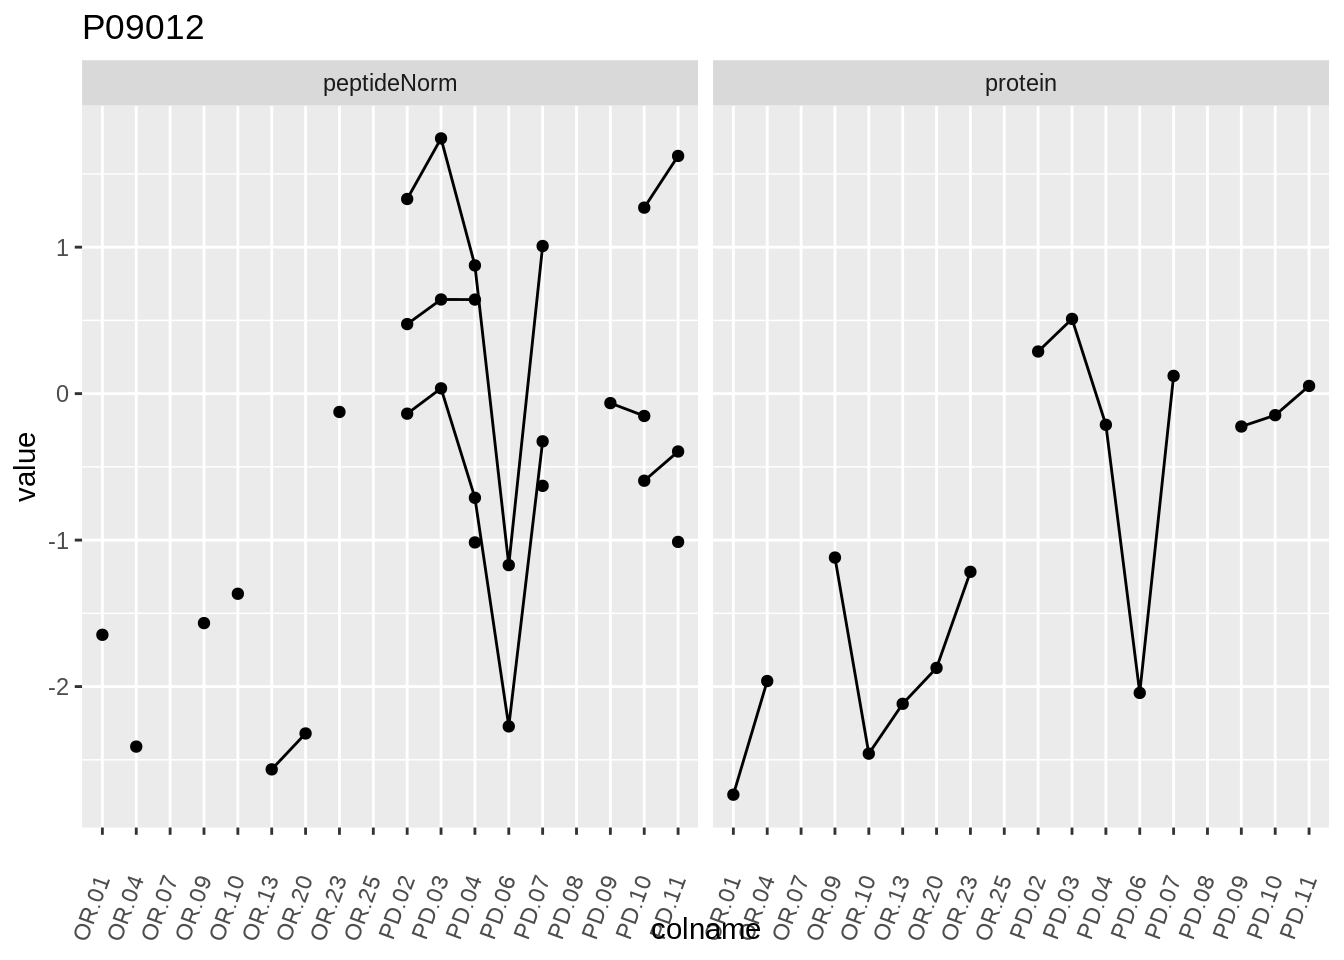 P09012
peptideNorm protein
value
1
0
-1
-2
OR.01 OR.04 OR.07 OR.09 OR.10 OR.13 OR.20 OR.23 OR.25 PD.02 PD.03 PD.04 PD.06 PD.07 PD.08 PD.09 PD.10 PD.11 OR.01 OR.04 OR.07 OR.09 OR.10 OR.13 OR.20 OR.23 OR.25 PD.02 PD.03 PD.04 PD.06 PD.07 PD.08 PD.09 PD.10 PD.11
colname